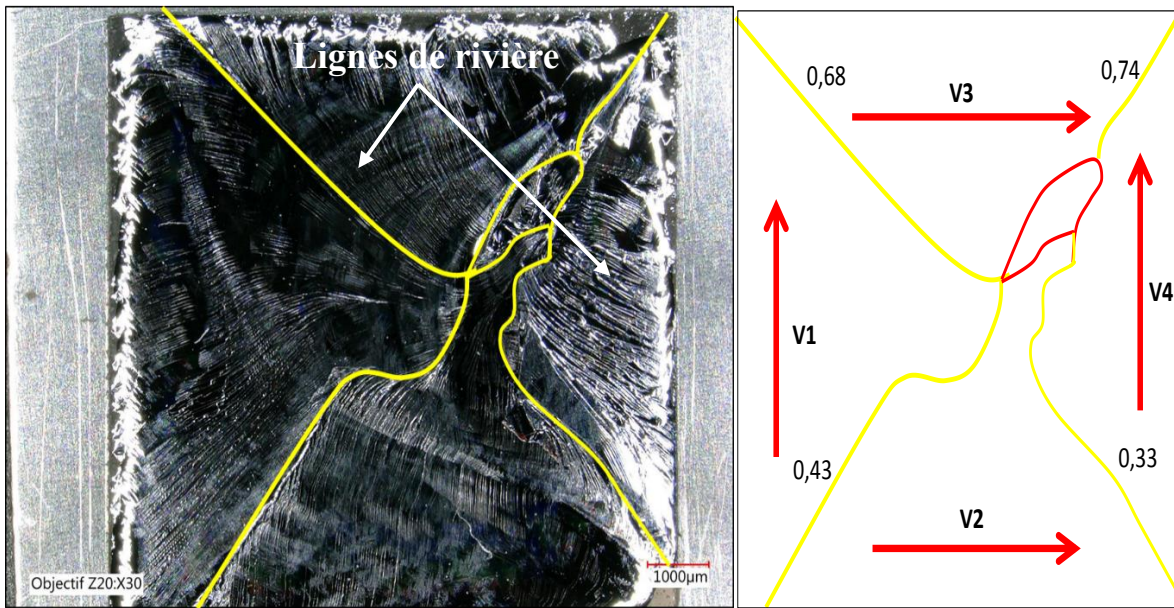 Lignes de rivière
Objectif Z20:X30
1000µm
0,68
0,74
V3
V1
V4
0,43
0,33
V2